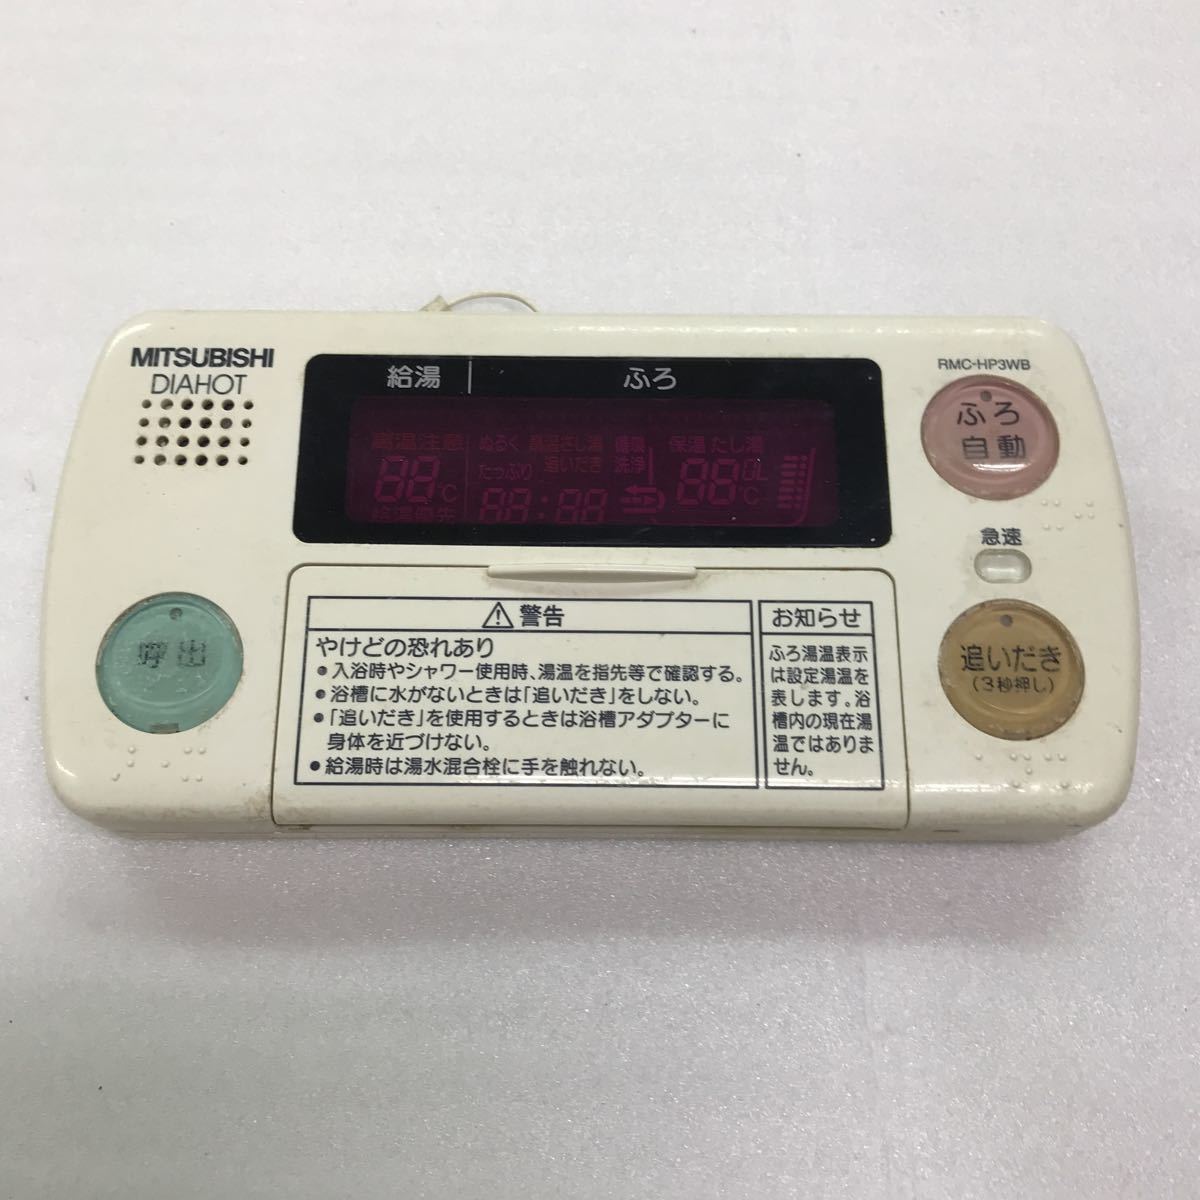 MITSUBISHI
DIAHOT
給湯
ふろ
RMC-HP3WB
高温注意
ぬるく
高温さし湯
循環
保温
たし湯
たっぷり
追いだき
洗浄
88℃
88:88
880L
℃
給湯優先
ふろ
自動
急速
呼出
追いだき
(3秒押し)
⚠警告
やけどの恐れあり
●入浴時やシャワー使用時、湯温を指先等で確認する。
●浴槽に水がないときは「追いだき」をしない。
●「追いだき」を使用するときは浴槽アダプターに
身体を近づけない。
●給湯時は湯水混合栓に手を触れない。
お知らせ
ふろ湯温表示
は設定湯温を
表します。浴
槽内の現在湯
温ではありま
せん。